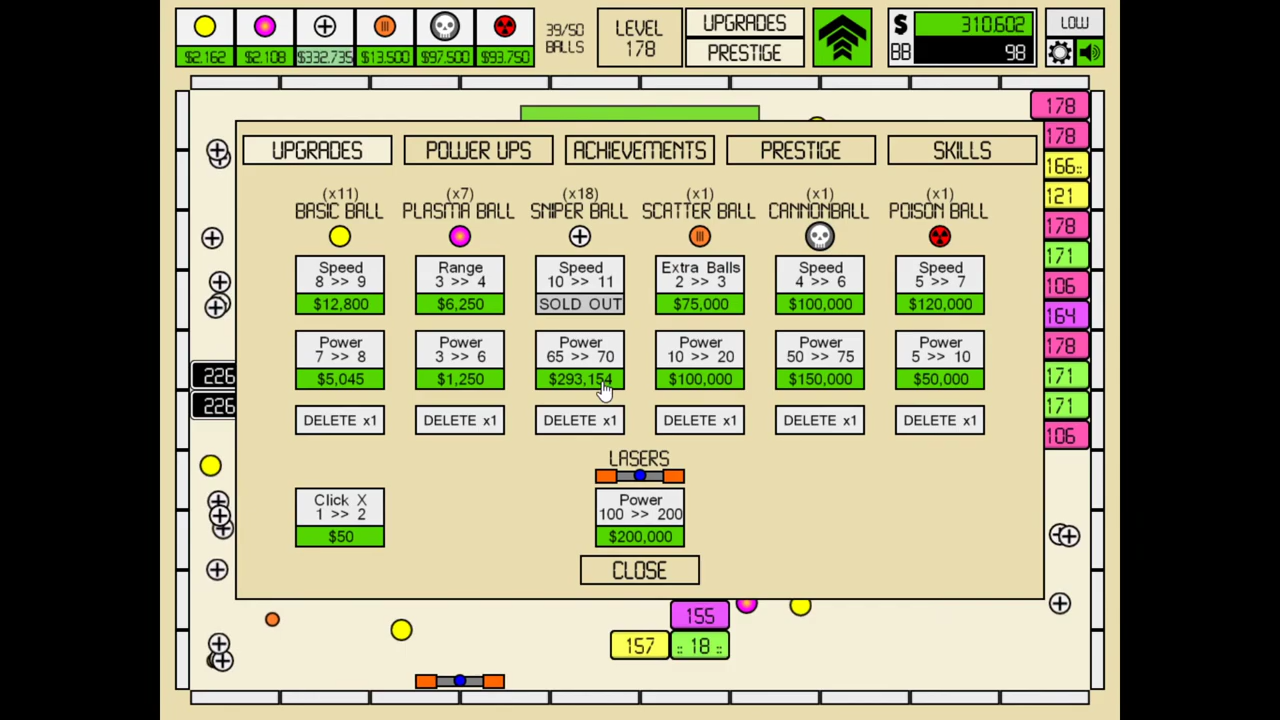 $2.162 $2.108 $332.735 $13.500 $97.500 $93.750
39/50
BALLS
LEVEL
178
UPGRADES
PRESTIGE
$ 310.602
BB 98
LOW
UPGRADES POWER UPS ACHIEVEMENTS PRESTIGE SKILLS
(x11) (x7) (x18) (x1) (x1) (x1)
BASIC BALL PLASMA BALL SNIPER BALL SCATTER BALL CANNONBALL POISON BALL
Speed Range Speed Extra Balls Speed Speed
8 >> 9 3 >> 4 10 >> 11 2 >> 3 4 >> 6 5 >> 7
$12,800 $6,250 SOLD OUT $75,000 $100,000 $120,000
Power Power Power Power Power Power
7 >> 8 3 >> 6 65 >> 70 10 >> 20 50 >> 75 5 >> 10
$5,045 $1,250 $293,154 $100,000 $150,000 $50,000
DELETE x1 DELETE x1 DELETE x1 DELETE x1 DELETE x1 DELETE x1
LASERS
Click X
1 >> 2
$50
Power
100 >> 200
$200,000
CLOSE
178
178
166::
121
178
171
106
164
178
171
171
106
226
226
155
157 :: 18 ::